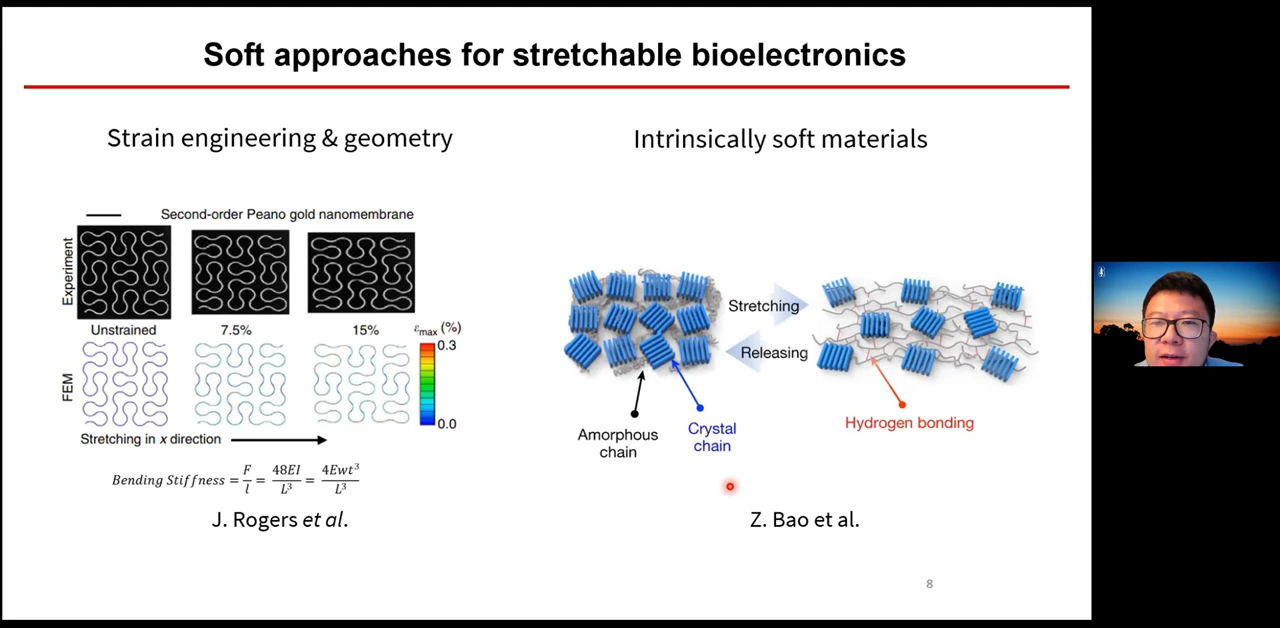 Soft approaches for stretchable bioelectronics
Strain engineering & geometry
Second-order Peano gold nanomembrane
Experiment
Unstrained
7.5%
15%
εmax (%)
0.3
0.0
FEM
Stretching in x direction
Bending Stiffness = F/l = 48EI/L³ = 4Ewt³/L³
J. Rogers et al.
Intrinsically soft materials
Stretching
Releasing
Amorphous
chain
Crystal
chain
Hydrogen bonding
Z. Bao et al.
8